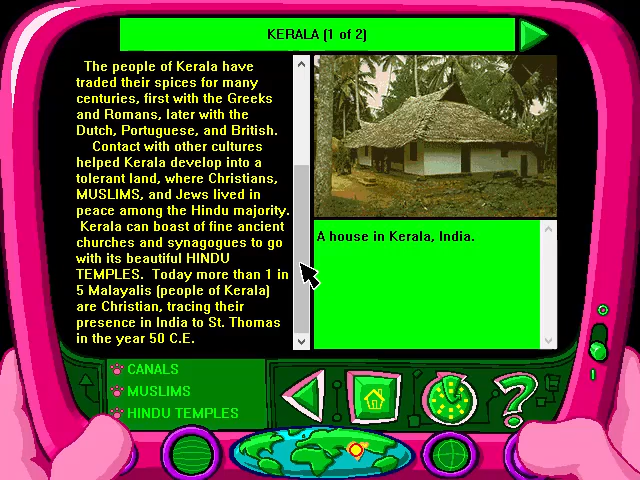 KERALA (1 of 2)
The people of Kerala have
traded their spices for many
centuries, first with the Greeks
and Romans, later with the
Dutch, Portuguese, and British.
Contact with other cultures
helped Kerala develop into a
tolerant land, where Christians,
MUSLIMS, and Jews lived in
peace among the Hindu majority.
Kerala can boast of fine ancient
churches and synagogues to go
with its beautiful HINDU
TEMPLES. Today more than 1 in
5 Malayalis (people of Kerala)
are Christian, tracing their
presence in India to St. Thomas
in the year 50 C.E.
A house in Kerala, India.
CANALS
MUSLIMS
HINDU TEMPLES